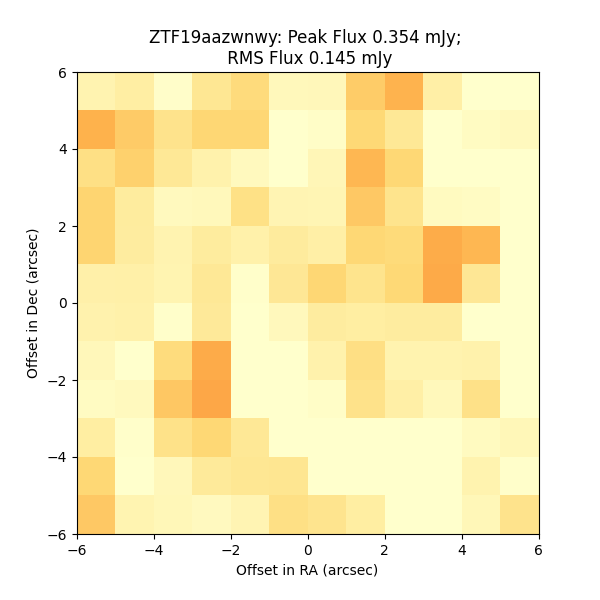 ZTF19aazwnwy: Peak Flux 0.354 mJy;
RMS Flux 0.145 mJy
6
4
2
0
−2
−4
−6
Offset in Dec (arcsec)
−6 −4 −2 0 2 4 6
Offset in RA (arcsec)